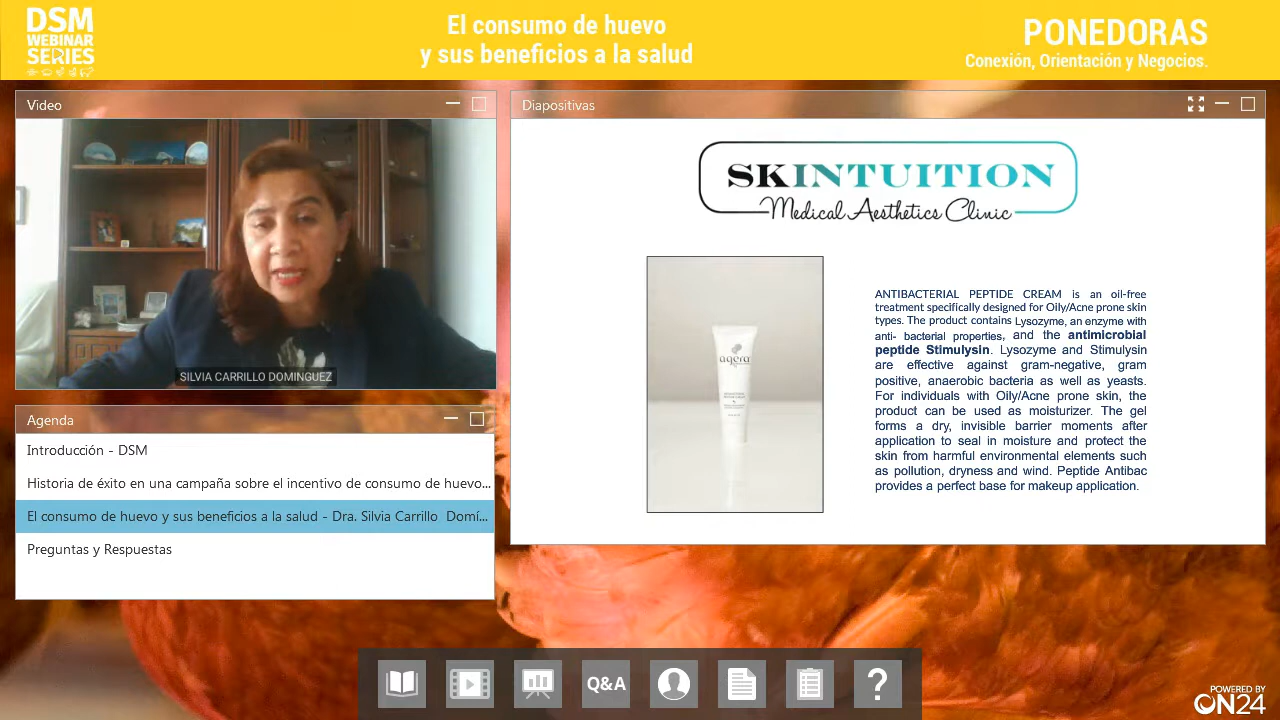 DSM
WEBINAR
SERIES
El consumo de huevo
y sus beneficios a la salud
PONEDORAS
Conexión, Orientación y Negocios.
Video
SILVIA CARRILLO DOMINGUEZ
Agenda
Introducción - DSM
Historia de éxito en una campaña sobre el incentivo de consumo de huevo...
El consumo de huevo y sus beneficios a la salud - Dra. Silvia Carrillo Domí...
Preguntas y Respuestas
Diapositivas
SKINTUITION
Medical Aesthetics Clinic
agera
ANTIBACTERIAL PEPTIDE CREAM is an oil-free
treatment specifically designed for Oily/Acne prone skin
types. The product contains Lysozyme, an enzyme with
anti- bacterial properties, and the antimicrobial
peptide Stimulysin. Lysozyme and Stimulysin
are effective against gram-negative, gram
positive, anaerobic bacteria as well as yeasts.
For individuals with Oily/Acne prone skin, the
product can be used as moisturizer. The gel
forms a dry, invisible barrier moments after
application to seal in moisture and protect the
skin from harmful environmental elements such
as pollution, dryness and wind. Peptide Antibac
provides a perfect base for makeup application.
Q&A
?
POWERED BY
ON24